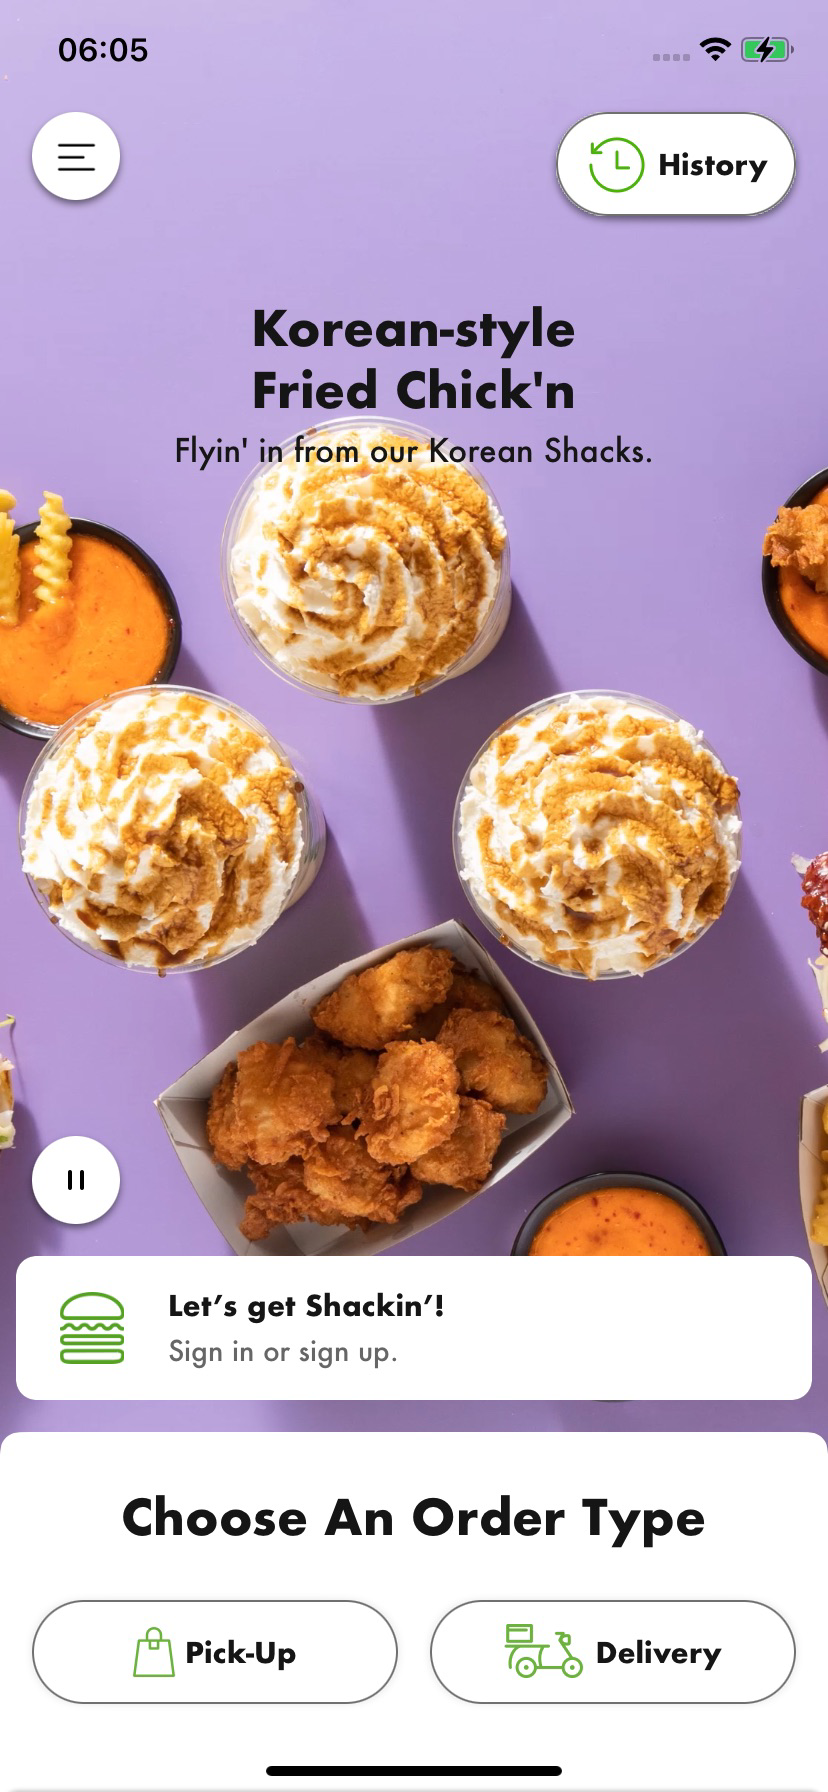 06:05
History
Korean-style
Fried Chick'n
Flyin' in from our Korean Shacks.
Let’s get Shackin’!
Sign in or sign up.
Choose An Order Type
Pick-Up
Delivery